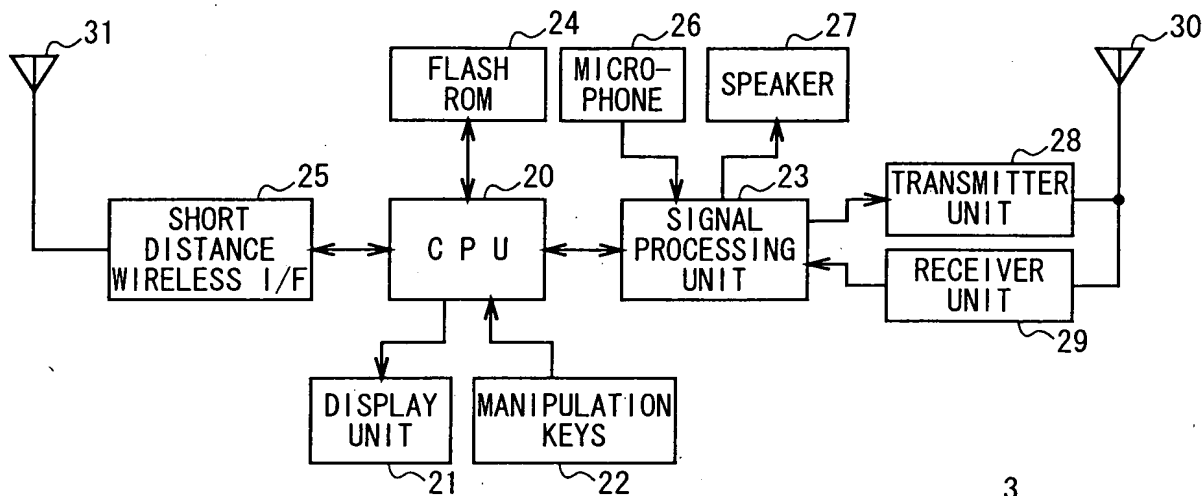 31
24
FLASH
ROM
26
MICRO-
PHONE
27
SPEAKER
30
25
SHORT
DISTANCE
WIRELESS I/F
20
CPU
23
SIGNAL
PROCESSING
UNIT
28
TRANSMITTER
UNIT
RECEIVER
UNIT
29
DISPLAY
UNIT
21
MANIPULATION
KEYS
22
3